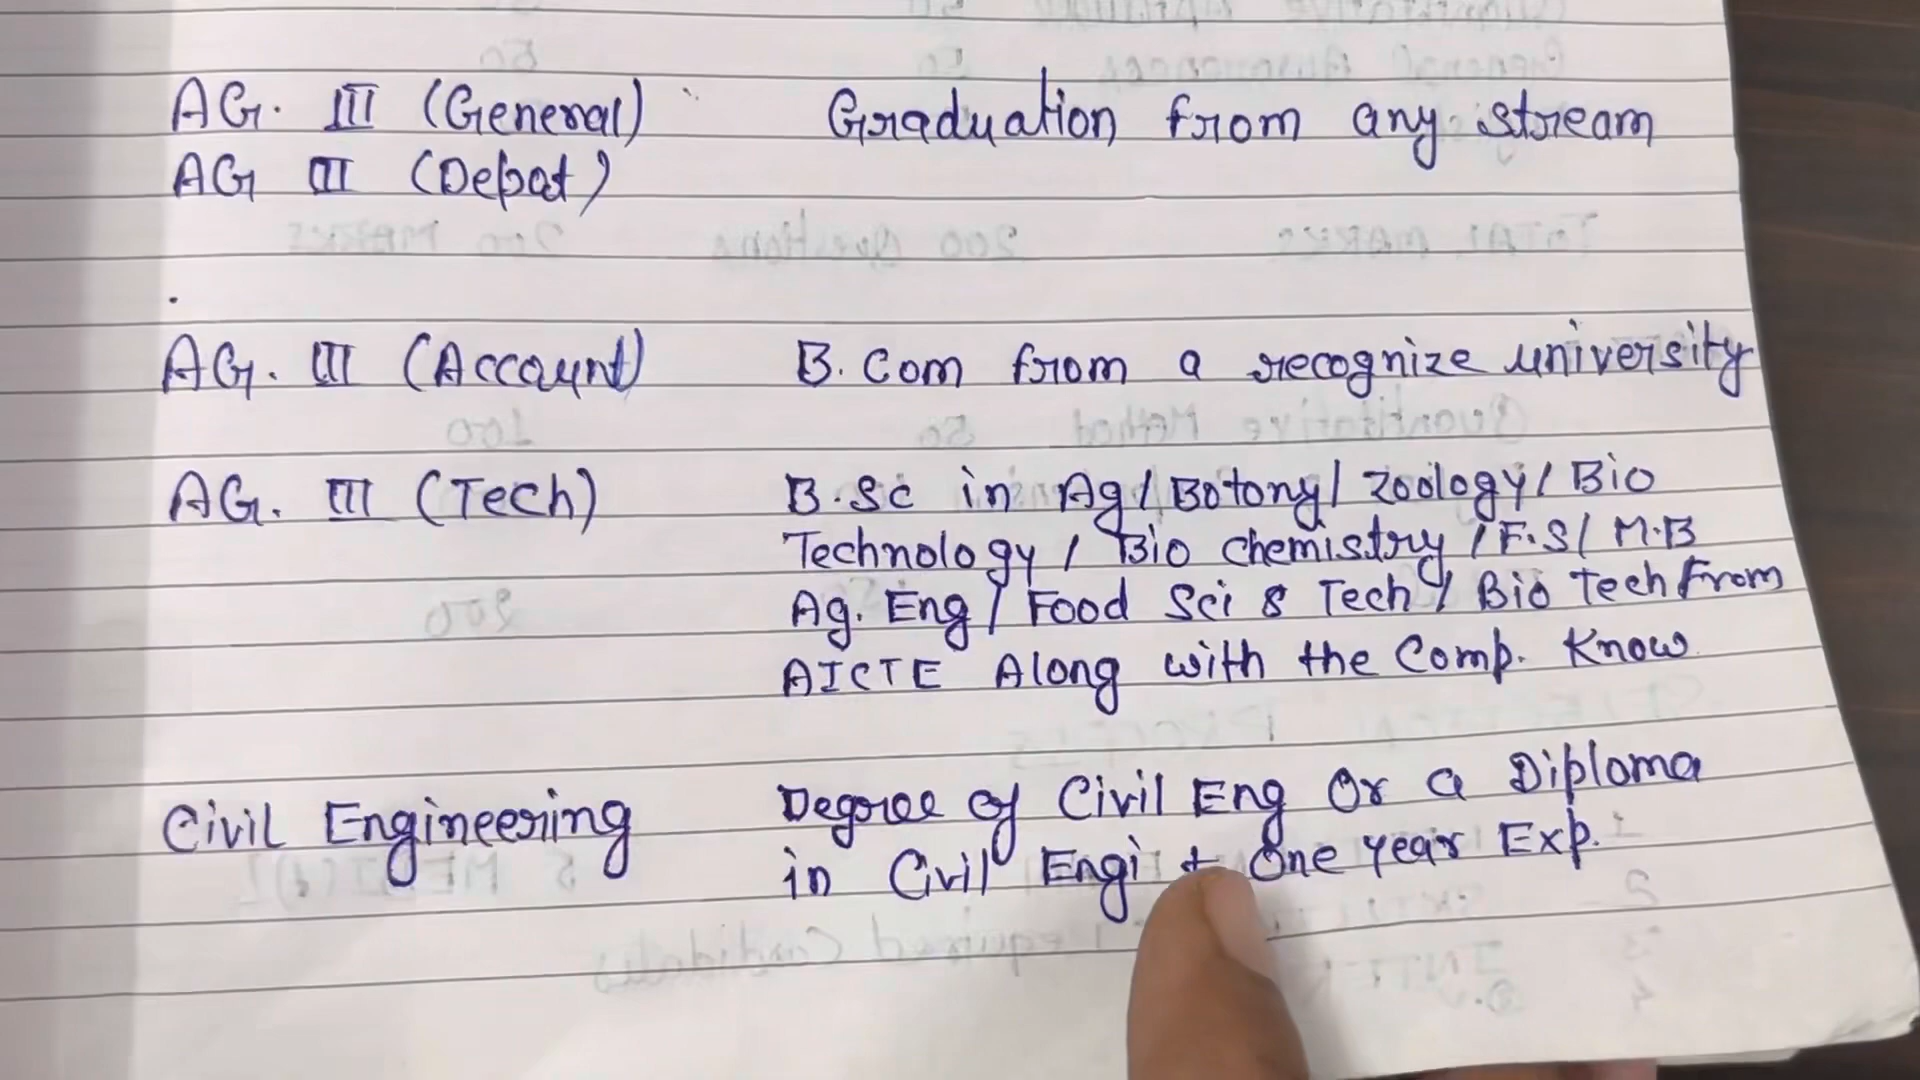 AG. III (General) Graduation from any stream
AG III (Depot)
AG. III (Account) B. Com from a recognize university
AG. III (Tech) B.Sc in Ag/Botony/Zoology/Bio
Technology/Bio chemistry/F.S/M.B
Ag. Eng/Food Sci & Tech/Bio Tech From
AICTE Along with the Comp. Know
Civil Engineering Degree of Civil Eng Or a Diploma
in Civil Engi + One year Exp.